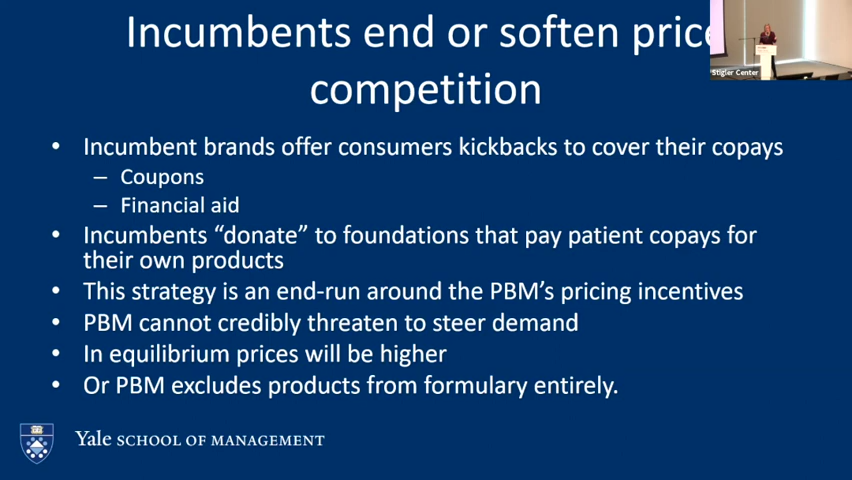 Incumbents end or soften price
competition
Stigler Center
• Incumbent brands offer consumers kickbacks to cover their copays
– Coupons
– Financial aid
• Incumbents “donate” to foundations that pay patient copays for
their own products
• This strategy is an end-run around the PBM’s pricing incentives
• PBM cannot credibly threaten to steer demand
• In equilibrium prices will be higher
• Or PBM excludes products from formulary entirely.
Yale SCHOOL OF MANAGEMENT